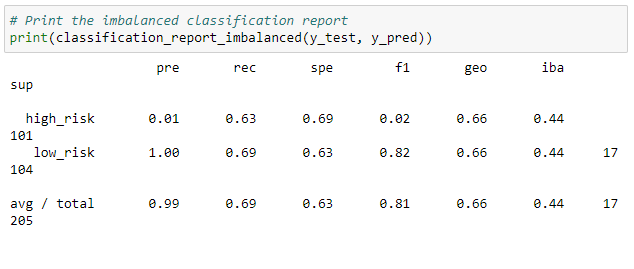 # Print the imbalanced classification report
print(classification_report_imbalanced(y_test, y_pred))
pre rec spe f1 geo iba
sup
high_risk 0.01 0.63 0.69 0.02 0.66 0.44
101
low_risk 1.00 0.69 0.63 0.82 0.66 0.44 17
104
avg / total 0.99 0.69 0.63 0.81 0.66 0.44 17
205